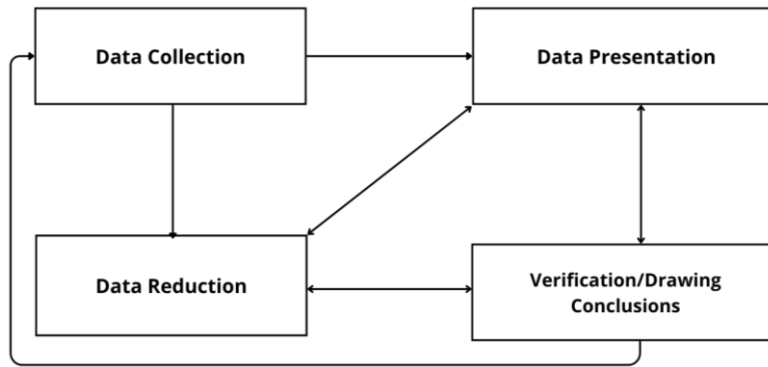 Data Collection
Data Presentation
Data Reduction
Verification/Drawing
Conclusions